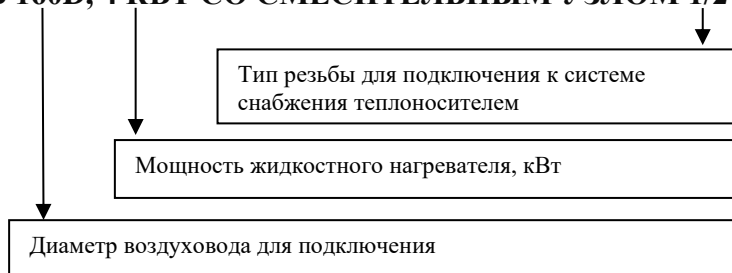 160D, 4 КВТ СО СМЕСИТЕЛЬНЫМ УЗЛОМ 1/2
Тип резьбы для подключения к системе
снабжения теплоносителем
Мощность жидкостного нагревателя, кВт
Диаметр воздуховода для подключения